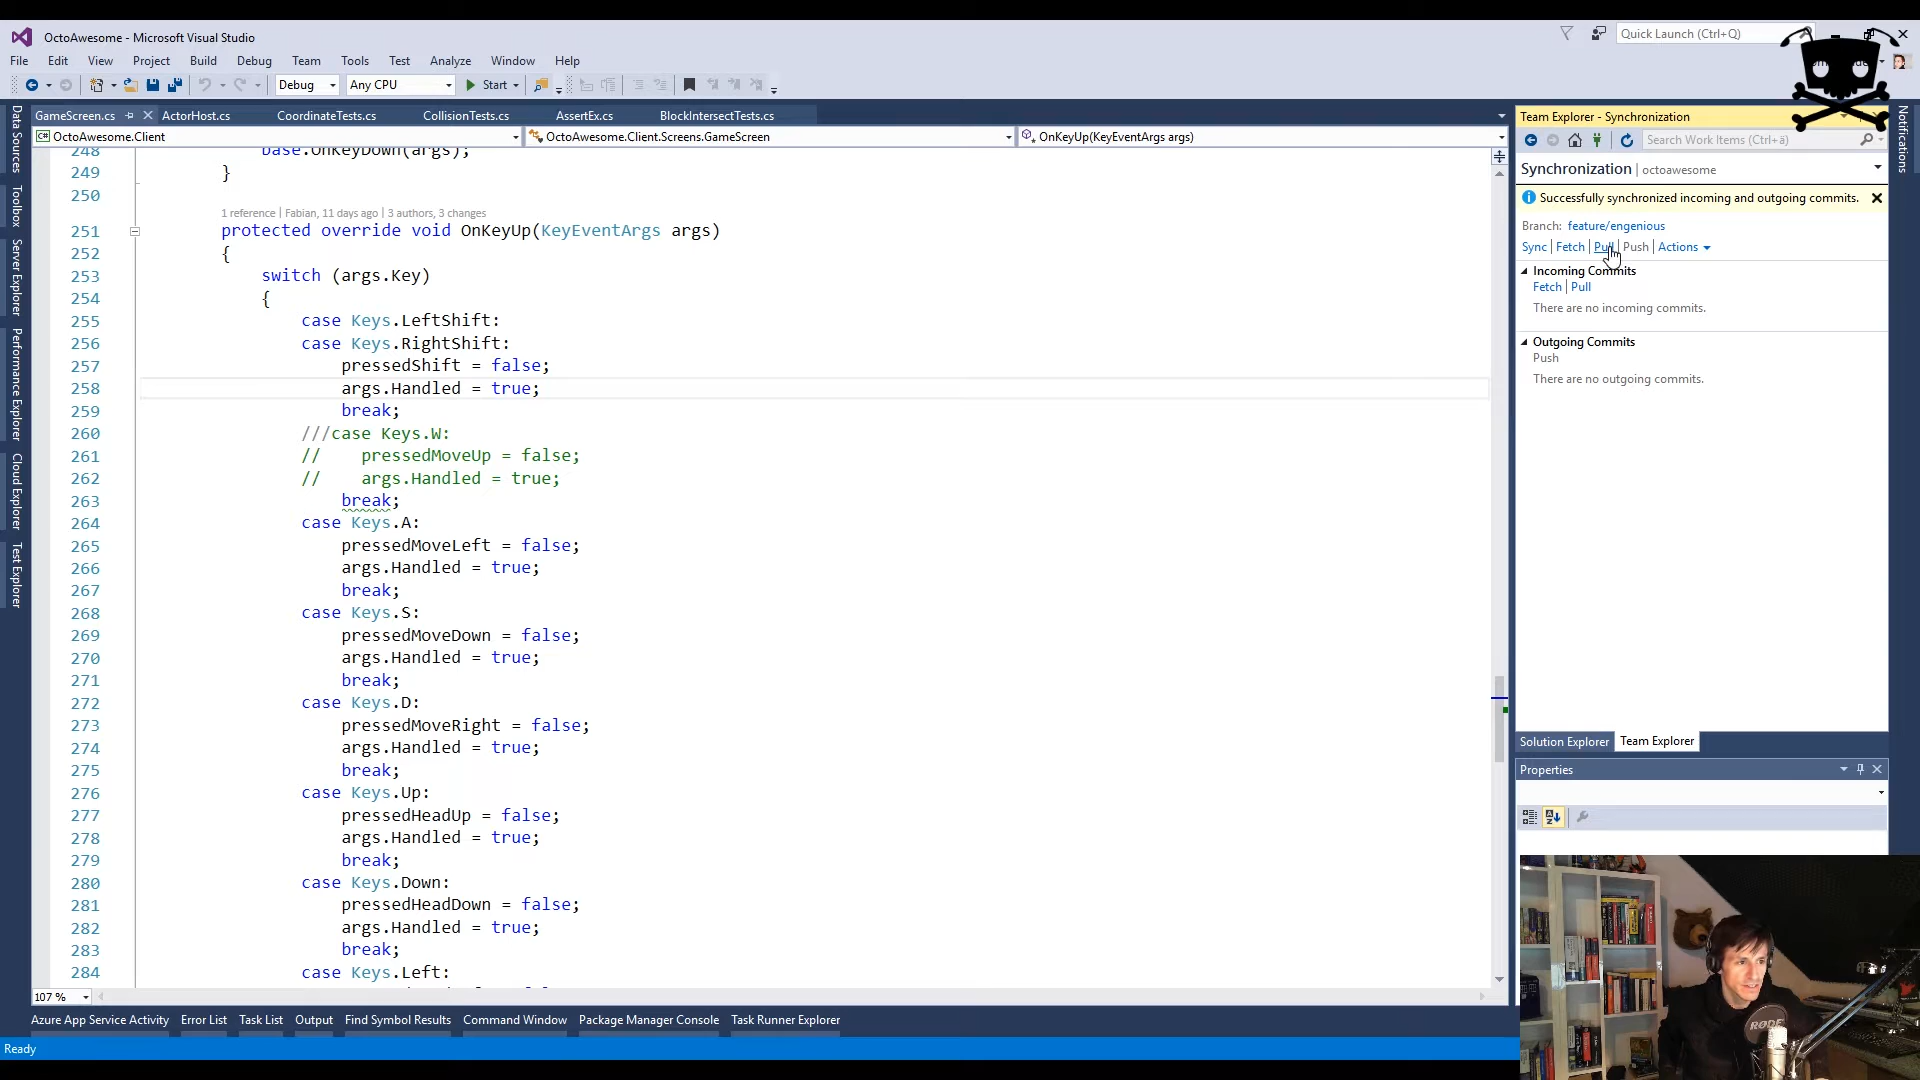 OctoAwesome - Microsoft Visual Studio
Quick Launch (Ctrl+Q)
File Edit View Project Build Debug Team Tools Test Analyze Window Help
Debug Any CPU Start
GameScreen.cs ActorHost.cs CoordinateTests.cs CollisionTests.cs AssertEx.cs BlockIntersectTests.cs
OctoAwesome.Client OctoAwesome.Client.Screens.GameScreen OnKeyUp(KeyEventArgs args)
Data Sources
Toolbox
Server Explorer
Performance Explorer
Cloud Explorer
Test Explorer
248 base.OnKeyDown(args);
249 }
250
1 reference | Fabian, 11 days ago | 3 authors, 3 changes
251 protected override void OnKeyUp(KeyEventArgs args)
252 {
253 switch (args.Key)
254 {
255 case Keys.LeftShift:
256 case Keys.RightShift:
257 pressedShift = false;
258 args.Handled = true;
259 break;
260 ///case Keys.W:
261 // pressedMoveUp = false;
262 // args.Handled = true;
263 break;
264 case Keys.A:
265 pressedMoveLeft = false;
266 args.Handled = true;
267 break;
268 case Keys.S:
269 pressedMoveDown = false;
270 args.Handled = true;
271 break;
272 case Keys.D:
273 pressedMoveRight = false;
274 args.Handled = true;
275 break;
276 case Keys.Up:
277 pressedHeadUp = false;
278 args.Handled = true;
279 break;
280 case Keys.Down:
281 pressedHeadDown = false;
282 args.Handled = true;
283 break;
284 case Keys.Left:
107 %
Azure App Service Activity Error List Task List Output Find Symbol Results Command Window Package Manager Console Task Runner Explorer
Ready
Team Explorer - Synchronization
Search Work Items (Ctrl+ä)
Synchronization | octoawesome
Successfully synchronized incoming and outgoing commits.
Branch: feature/engenious
Sync | Fetch | Pull | Push | Actions
Incoming Commits
Fetch | Pull
There are no incoming commits.
Outgoing Commits
Push
There are no outgoing commits.
Solution Explorer Team Explorer
Properties
Notifications
RØDE